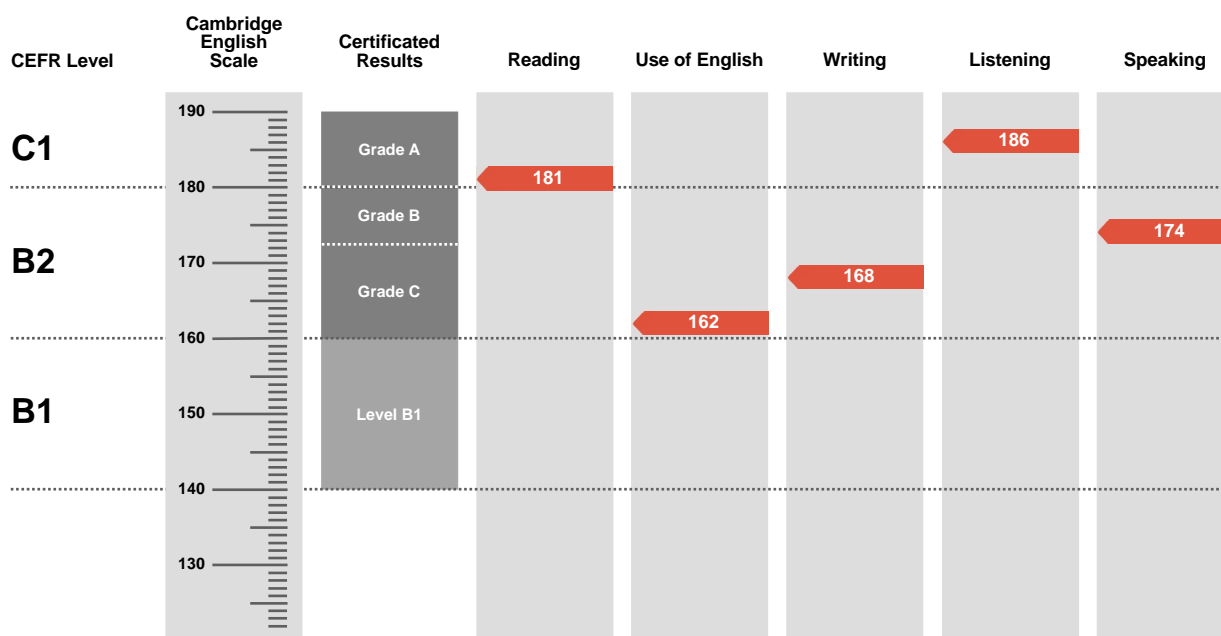 CEFR Level
Cambridge
English
Scale
Certificated
Results
Reading
Use of English
Writing
Listening
Speaking
190
C1
Grade A
186
181
180
Grade B
174
B2
170
168
Grade C
162
160
B1
150
Level B1
140
130